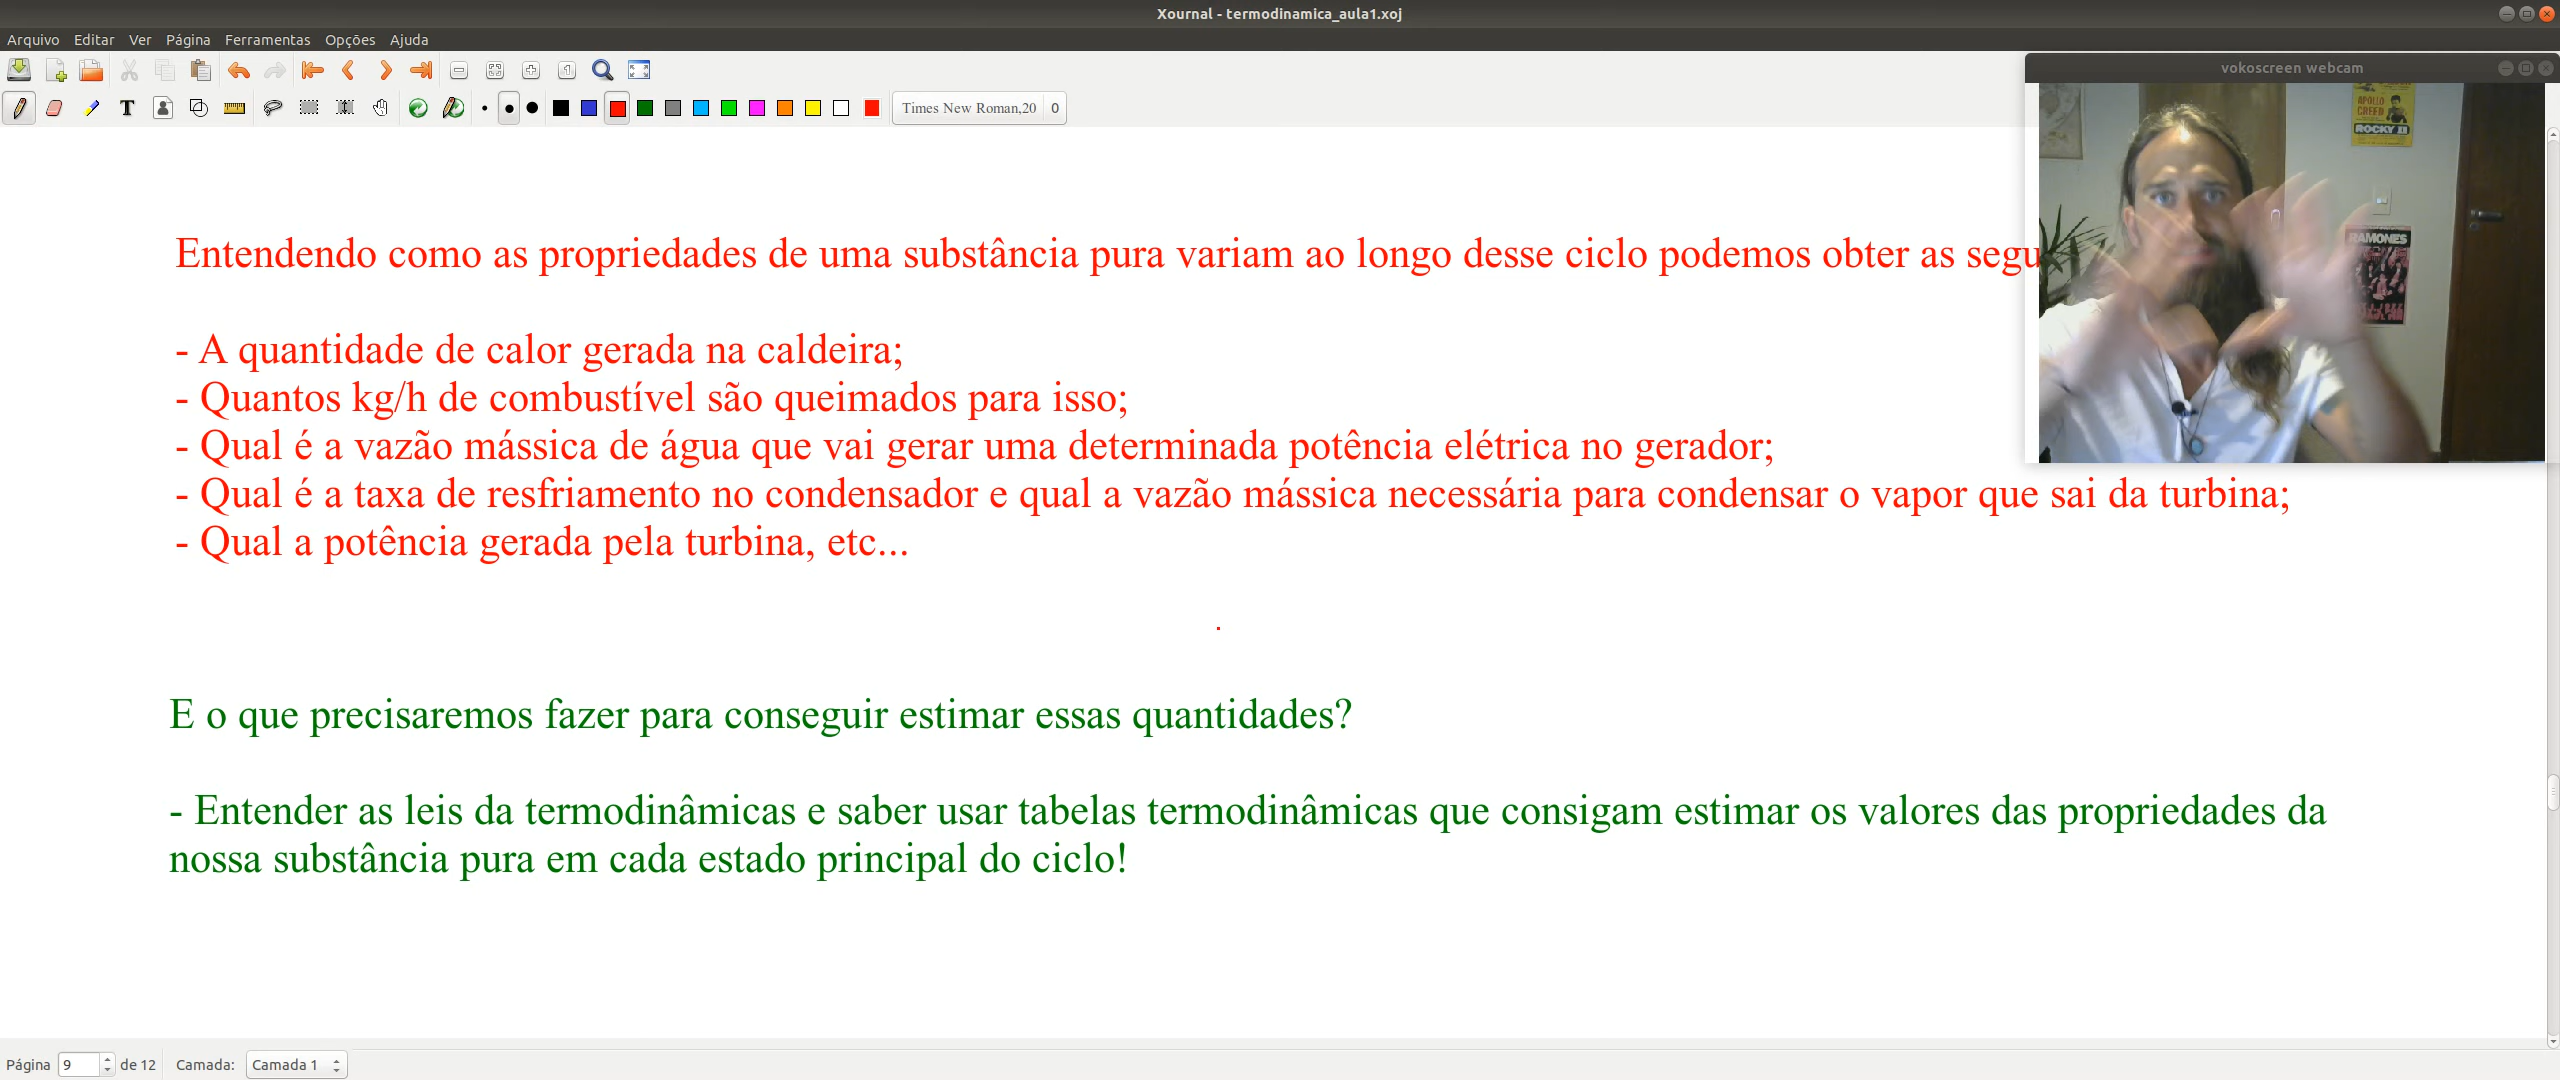 Xournal - termodinamica_aula1.xoj
Arquivo Editar Ver Página Ferramentas Opções Ajuda
vokoscreen webcam
Times New Roman,20 0
APOLLO
CREED
ROCKY II
RAMONES
Entendendo como as propriedades de uma substância pura variam ao longo desse ciclo podemos obter as segu
- A quantidade de calor gerada na caldeira;
- Quantos kg/h de combustível são queimados para isso;
- Qual é a vazão mássica de água que vai gerar uma determinada potência elétrica no gerador;
- Qual é a taxa de resfriamento no condensador e qual a vazão mássica necessária para condensar o vapor que sai da turbina;
- Qual a potência gerada pela turbina, etc...
E o que precisaremos fazer para conseguir estimar essas quantidades?
- Entender as leis da termodinâmicas e saber usar tabelas termodinâmicas que consigam estimar os valores das propriedades da
nossa substância pura em cada estado principal do ciclo!
Página 9 de 12 Camada: Camada 1